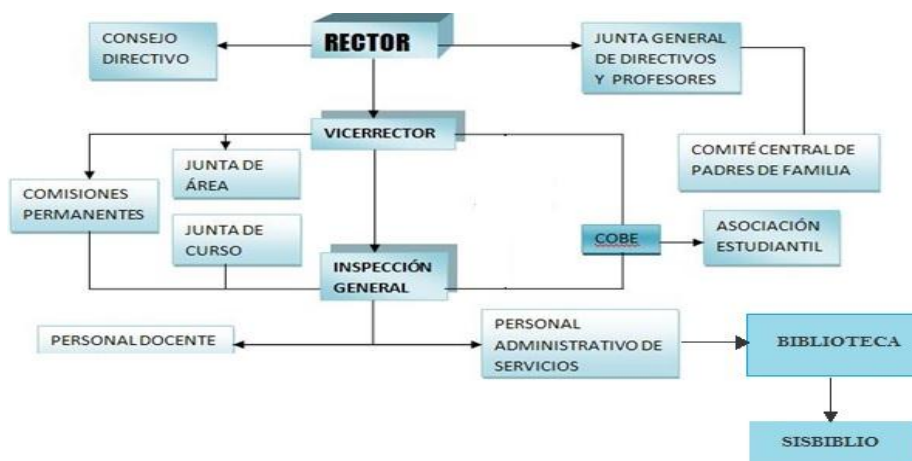 CONSEJO
DIRECTIVO
RECTOR
JUNTA GENERAL
DE DIRECTIVOS
Y PROFESORES
VICERRECTOR
COMITÉ CENTRAL DE
PADRES DE FAMILIA
JUNTA DE
ÁREA
COMISIONES
PERMANENTES
JUNTA DE
CURSO
COBE
ASOCIACIÓN
ESTUDIANTIL
INSPECCIÓN
GENERAL
PERSONAL DOCENTE
PERSONAL
ADMINISTRATIVO DE
SERVICIOS
BIBLIOTECA
SISBIBLIO